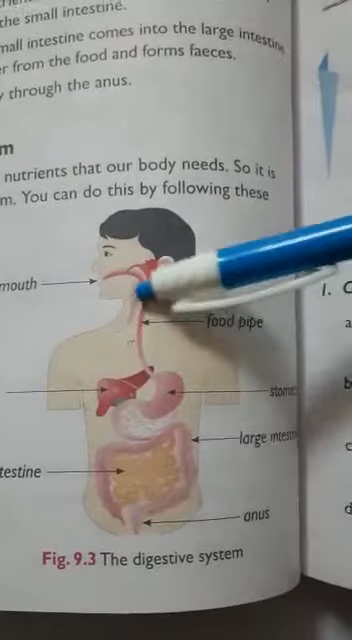 the small intestine.
mall intestine comes into the large intestine
r from the food and forms faeces.
y through the anus.
m
nutrients that our body needs. So it is
m. You can do this by following these
mouth
food pipe
stomac
large intesti
testine
anus
Fig. 9.3 The digestive system
1. C
a
b
c
d